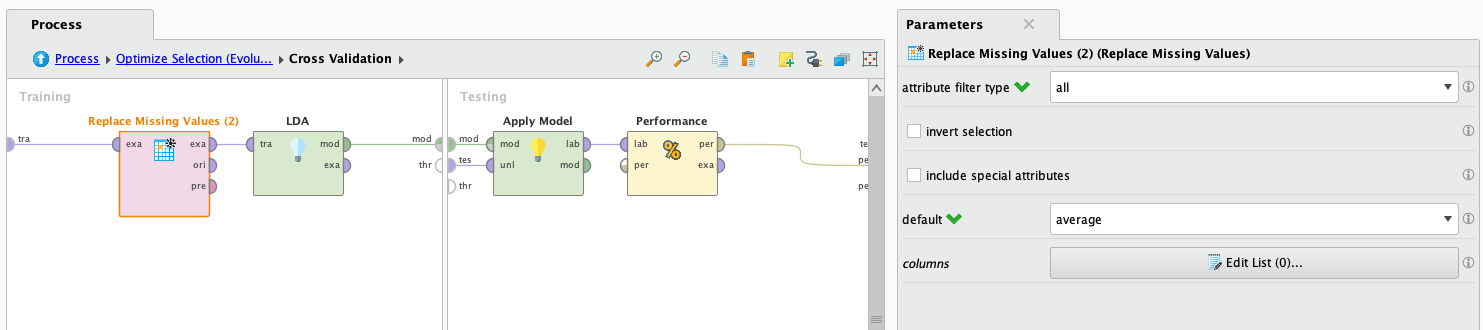 Process
Parameters
Process Optimize Selection (Evolu... Cross Validation
Replace Missing Values (2) (Replace Missing Values)
Training
Testing
attribute filter type all
Replace Missing Values (2) LDA
Apply Model Performance
invert selection
tra exa exa tra mod mod mod mod lab lab per te
ori exa thr tes unl mod per exa pe
pre thr pe
include special attributes
default average
columns Edit List (0)...